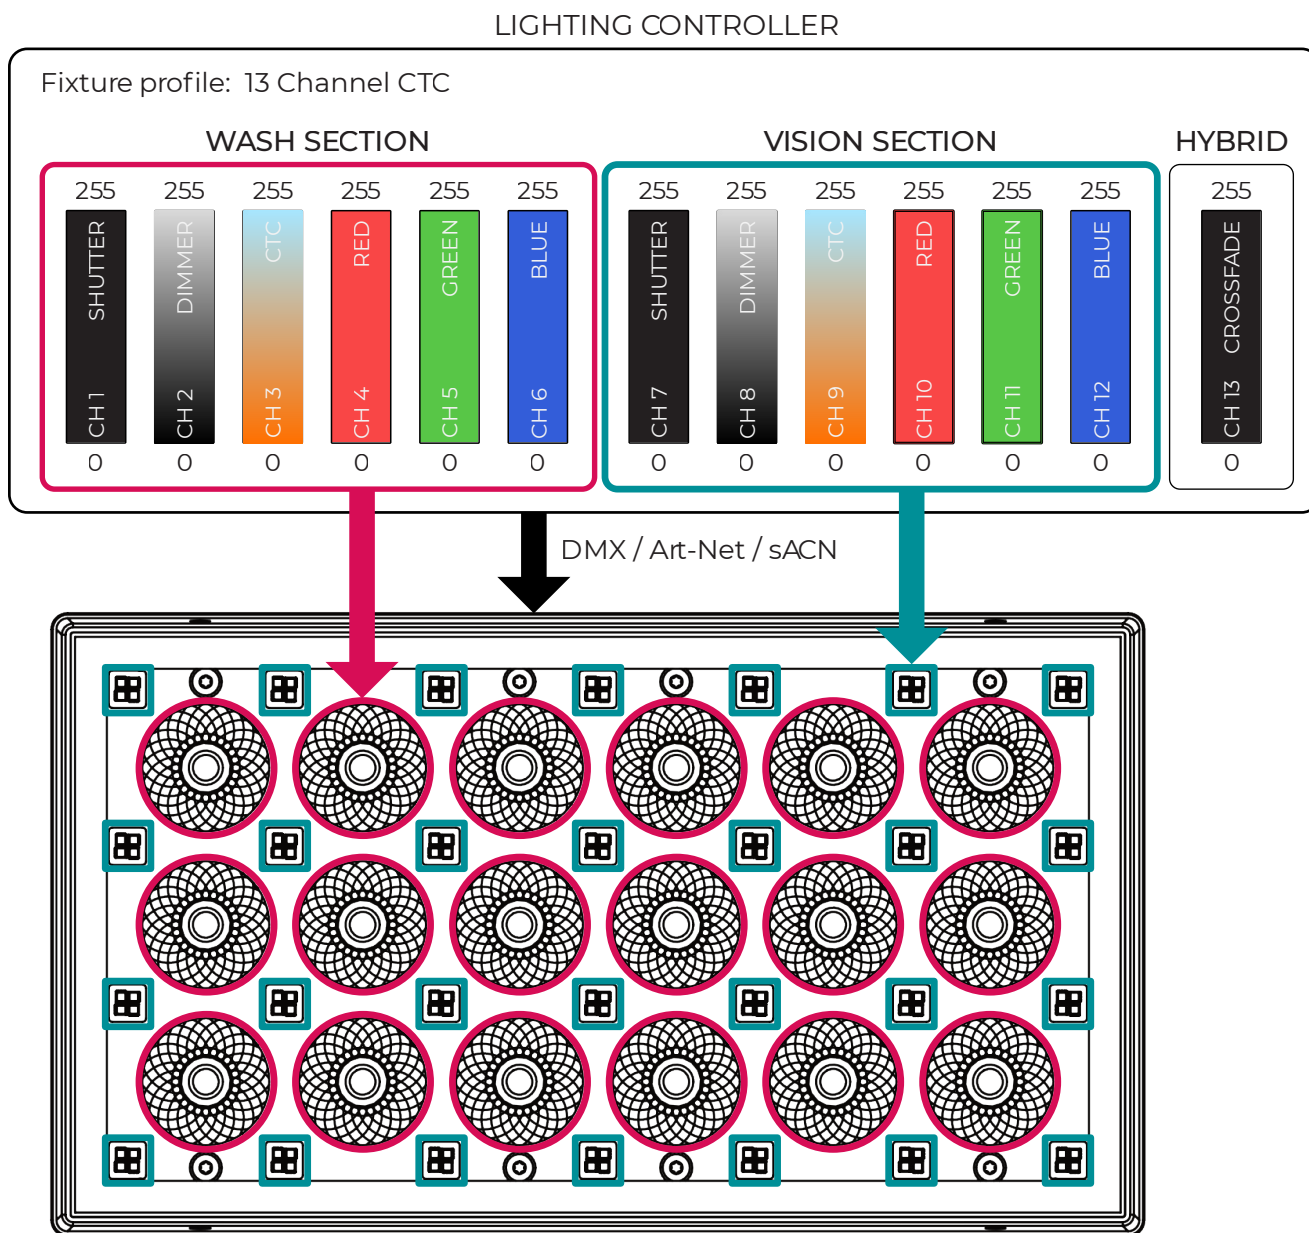 LIGHTING CONTROLLER
Fixture profile: 13 Channel CTC
WASH SECTION
VISION SECTION
HYBRID
255 255 255 255 255 255 255 255 255 255 255 255 255
CH 1 SHUTTER
CH 2 DIMMER
CH 3 CTC
CH 4 RED
CH 5 GREEN
CH 6 BLUE
CH 7 SHUTTER
CH 8 DIMMER
CH 9 CTC
CH 10 RED
CH 11 GREEN
CH 12 BLUE
CH 13 CROSSFADE
0 0 0 0 0 0 0 0 0 0 0 0 0
DMX / Art-Net / sACN